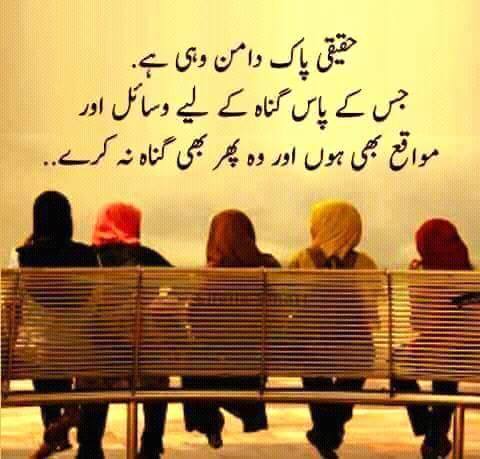 حقیقی پاک دامن وہی ہے.
جس کے پاس گناہ کے لیے وسائل اور
مواقع بھی ہوں اور وہ پھر بھی گناہ نہ کرے..